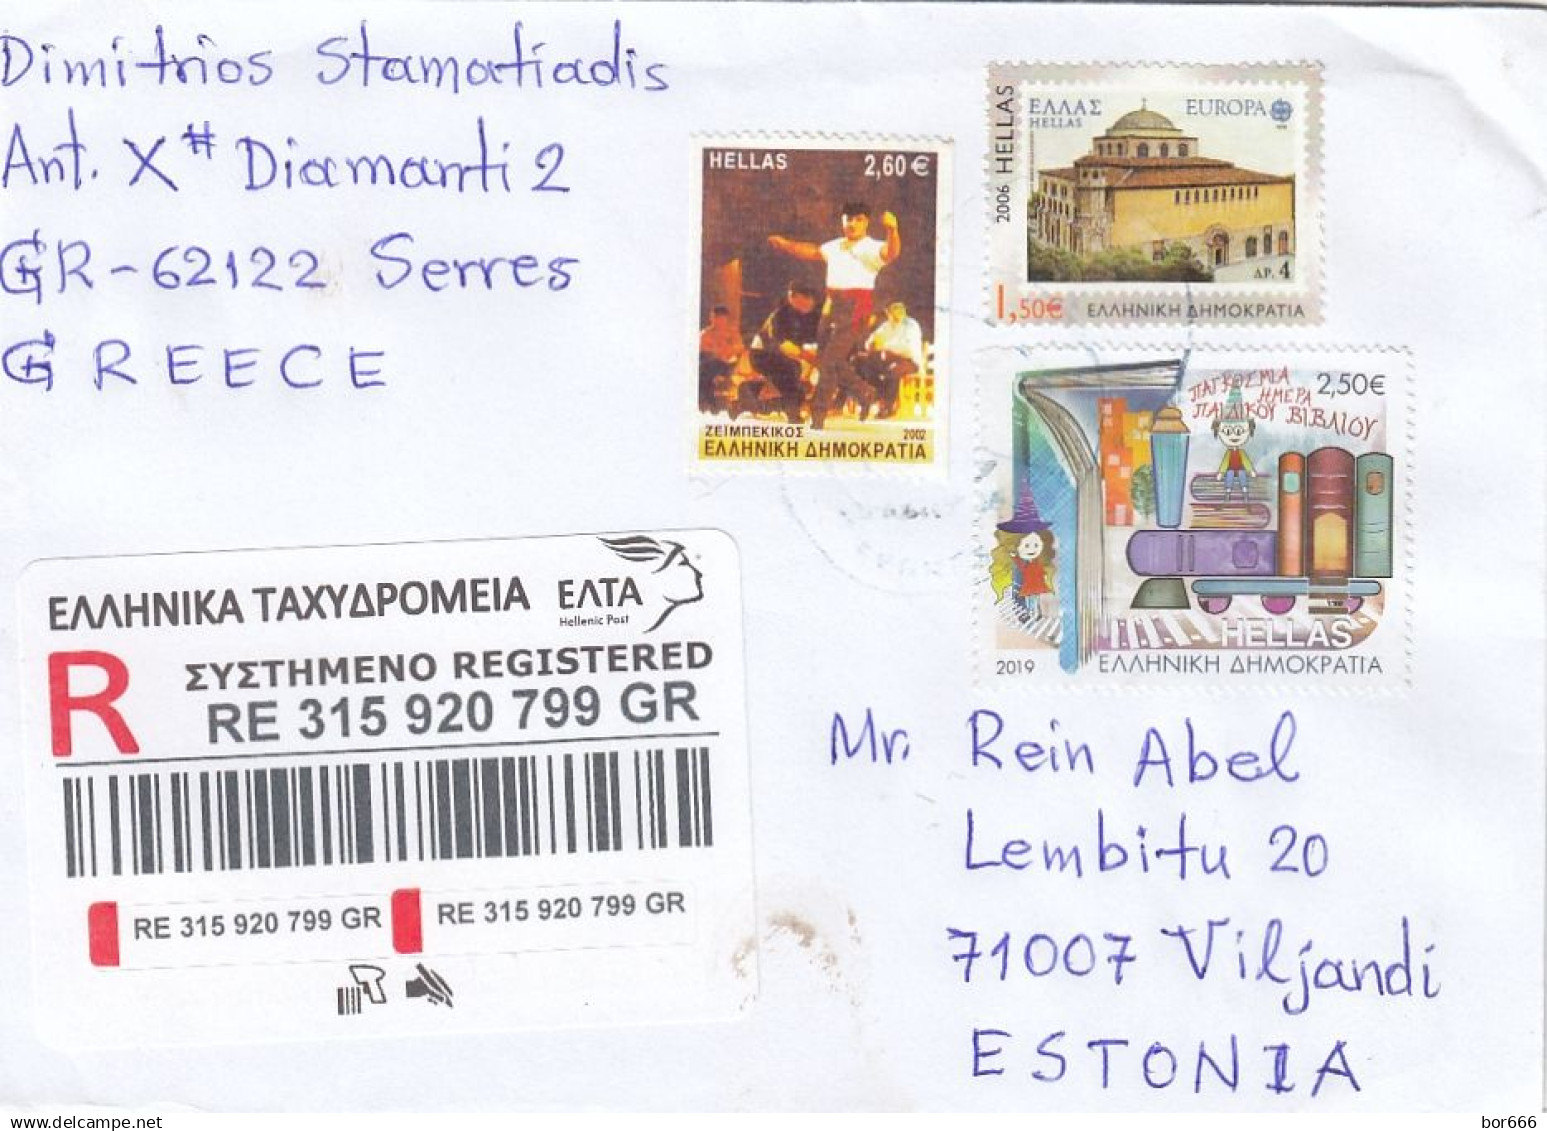 Dimitrios Stamatiadis
Ant. X# Diamanti 2
GR-62122 Serres
GREECE
HELLAS 2,60€
ΖΕΪΜΠΕΚΙΚΟΣ 2002
ΕΛΛΗΝΙΚΗ ΔΗΜΟΚΡΑΤΙΑ
2006 HELLAS
ΕΛΛΑΣ EUROPA
HELLAS
ΔΡ. 4
1,50€ ΕΛΛΗΝΙΚΗ ΔΗΜΟΚΡΑΤΙΑ
ΠΑΓΚΟΣΜΙΑ 2,50€
ΗΜΕΡΑ
ΠΑΙΔΙΚΟΥ ΒΙΒΛΙΟΥ
HELLAS
2019 ΕΛΛΗΝΙΚΗ ΔΗΜΟΚΡΑΤΙΑ
ΕΛΛΗΝΙΚΑ ΤΑΧΥΔΡΟΜΕΙΑ ΕΛΤΑ
Hellenic Post
R ΣΥΣΤΗΜΕΝΟ REGISTERED
RE 315 920 799 GR
RE 315 920 799 GR RE 315 920 799 GR
Mr. Rein Abel
Lembitu 20
71007 Viljandi
ESTONIA
bor666